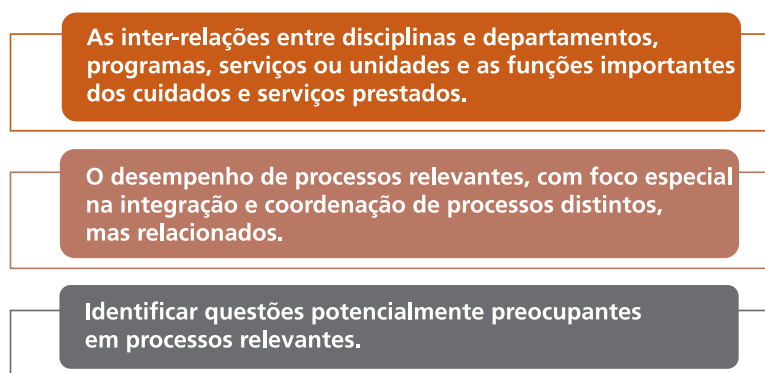 As inter-relações entre disciplinas e departamentos,
programas, serviços ou unidades e as funções importantes
dos cuidados e serviços prestados.
O desempenho de processos relevantes, com foco especial
na integração e coordenação de processos distintos,
mas relacionados.
Identificar questões potencialmente preocupantes
em processos relevantes.